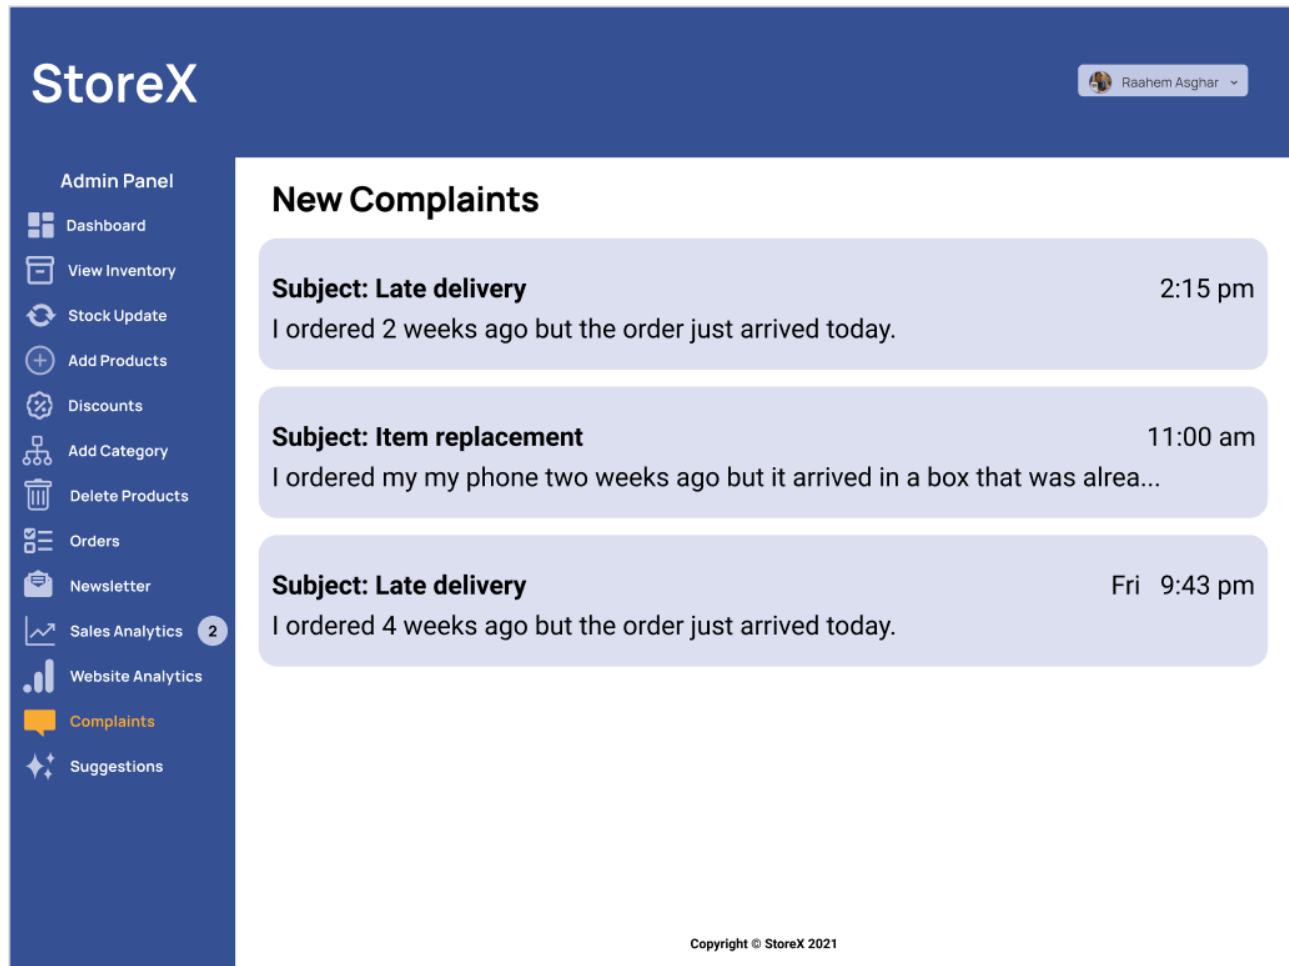 StoreX
Raahem Asghar
Admin Panel
Dashboard
View Inventory
Stock Update
Add Products
Discounts
Add Category
Delete Products
Orders
Newsletter
Sales Analytics 2
Website Analytics
Complaints
Suggestions
New Complaints
Subject: Late delivery 2:15 pm
I ordered 2 weeks ago but the order just arrived today.
Subject: Item replacement 11:00 am
I ordered my my phone two weeks ago but it arrived in a box that was alrea...
Subject: Late delivery Fri 9:43 pm
I ordered 4 weeks ago but the order just arrived today.
Copyright © StoreX 2021